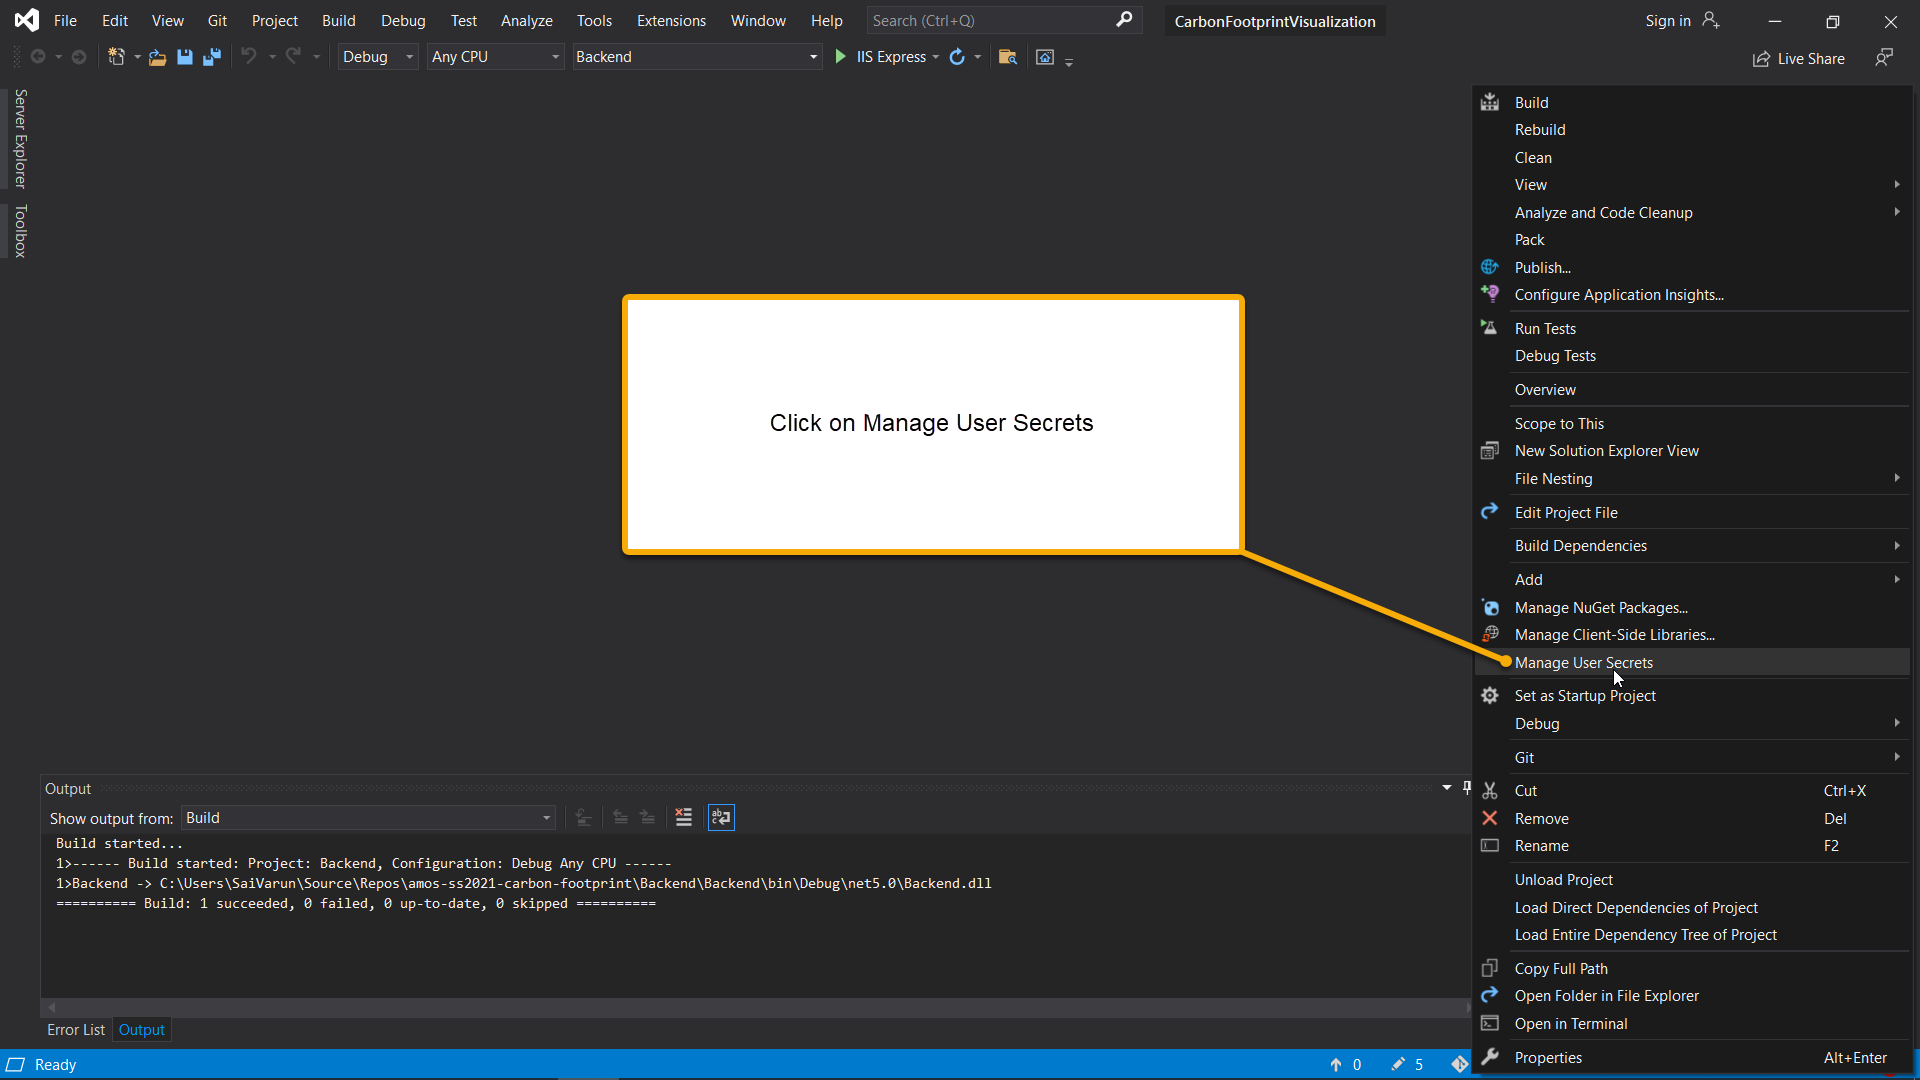 File Edit View Git Project Build Debug Test Analyze Tools Extensions Window Help Search (Ctrl+Q) CarbonFootprintVisualization Sign in
Debug Any CPU Backend IIS Express Live Share
Server Explorer
Toolbox
Click on Manage User Secrets
Build
Rebuild
Clean
View
Analyze and Code Cleanup
Pack
Publish...
Configure Application Insights...
Run Tests
Debug Tests
Overview
Scope to This
New Solution Explorer View
File Nesting
Edit Project File
Build Dependencies
Add
Manage NuGet Packages...
Manage Client-Side Libraries...
Manage User Secrets
Set as Startup Project
Debug
Git
Cut Ctrl+X
Remove Del
Rename F2
Unload Project
Load Direct Dependencies of Project
Load Entire Dependency Tree of Project
Copy Full Path
Open Folder in File Explorer
Open in Terminal
Properties Alt+Enter
Output
Show output from: Build
Build started...
1>------ Build started: Project: Backend, Configuration: Debug Any CPU ------
1>Backend -> C:\Users\SaiVarun\Source\Repos\amos-ss2021-carbon-footprint\Backend\Backend\bin\Debug\net5.0\Backend.dll
========== Build: 1 succeeded, 0 failed, 0 up-to-date, 0 skipped ==========
Error List Output
Ready 0 5